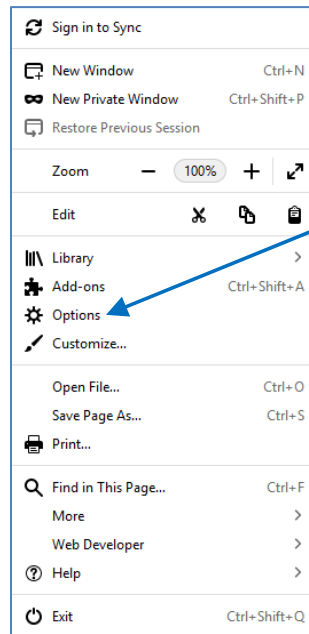 Sign in to Sync
New Window Ctrl+N
New Private Window Ctrl+Shift+P
Restore Previous Session
Zoom − 100% +
Edit
Library >
Add-ons Ctrl+Shift+A
Options
Customize...
Open File... Ctrl+O
Save Page As... Ctrl+S
Print...
Find in This Page... Ctrl+F
More >
Web Developer >
Help >
Exit Ctrl+Shift+Q